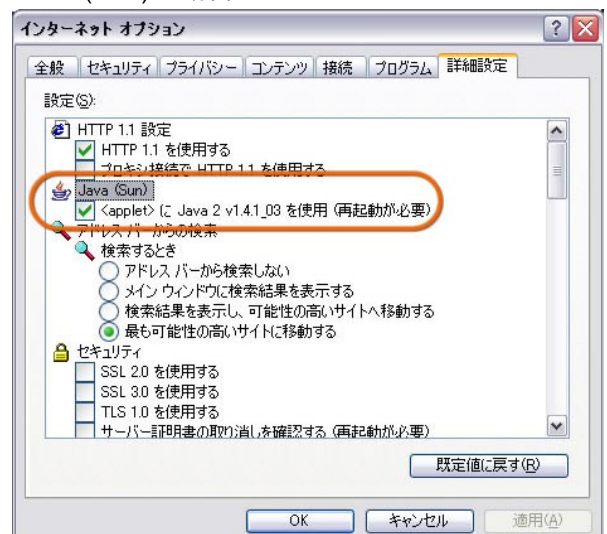 インターネット オプション
全般 セキュリティ プライバシー コンテンツ 接続 プログラム 詳細設定
設定(S):
HTTP 1.1 設定
HTTP 1.1 を使用する
プロキシ接続で HTTP 1.1 を使用する
Java (Sun)
<applet> に Java 2 v1.4.1_03 を使用 (再起動が必要)
アドレス バーからの検索
検索するとき
アドレス バーから検索しない
メイン ウィンドウに検索結果を表示する
検索結果を表示し、可能性の高いサイトへ移動する
最も可能性の高いサイトに移動する
セキュリティ
SSL 2.0 を使用する
SSL 3.0 を使用する
TLS 1.0 を使用する
サーバー証明書の取り消しを確認する (再起動が必要)
既定値に戻す(R)
OK キャンセル 適用(A)